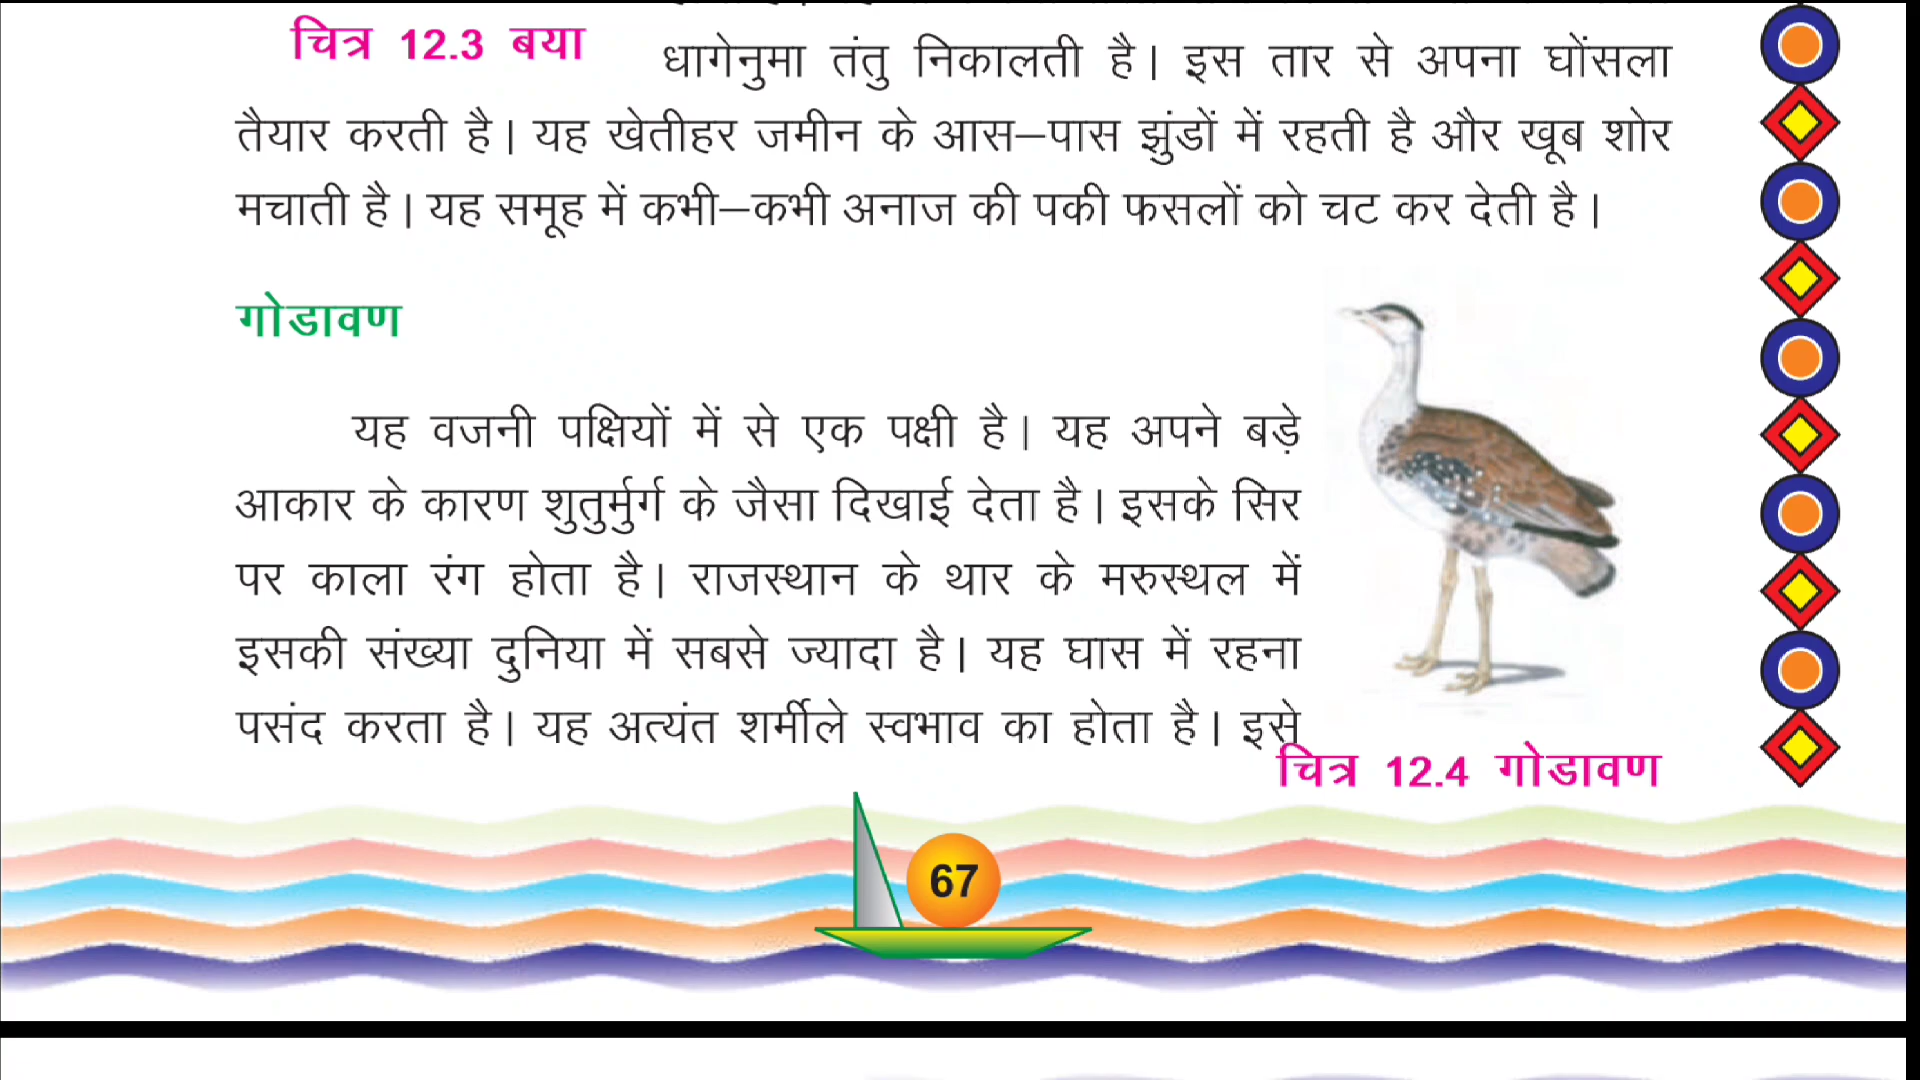 चित्र 12.3 बया
धागेनुमा तंतु निकालती है। इस तार से अपना घोंसला
तैयार करती है। यह खेतीहर जमीन के आस–पास झुंडों में रहती है और खूब शोर
मचाती है। यह समूह में कभी–कभी अनाज की पकी फसलों को चट कर देती है।
गोडावण
यह वजनी पक्षियों में से एक पक्षी है। यह अपने बड़े
आकार के कारण शुतुर्मुर्ग के जैसा दिखाई देता है। इसके सिर
पर काला रंग होता है। राजस्थान के थार के मरुस्थल में
इसकी संख्या दुनिया में सबसे ज्यादा है। यह घास में रहना
पसंद करता है। यह अत्यंत शर्मीले स्वभाव का होता है। इसे
चित्र 12.4 गोडावण
67